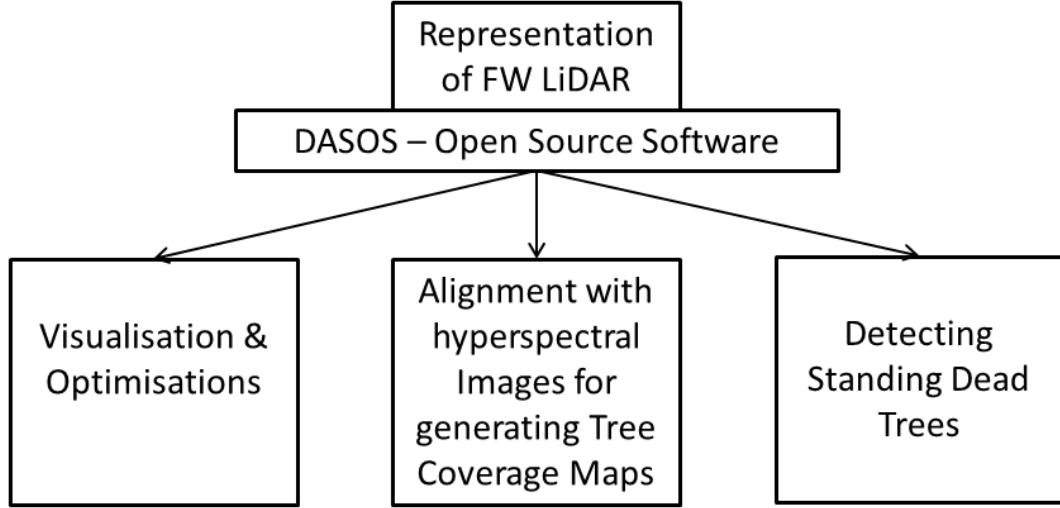 Representation
of FW LiDAR
DASOS – Open Source Software
Visualisation &
Optimisations
Alignment with
hyperspectral
Images for
generating Tree
Coverage Maps
Detecting
Standing Dead
Trees